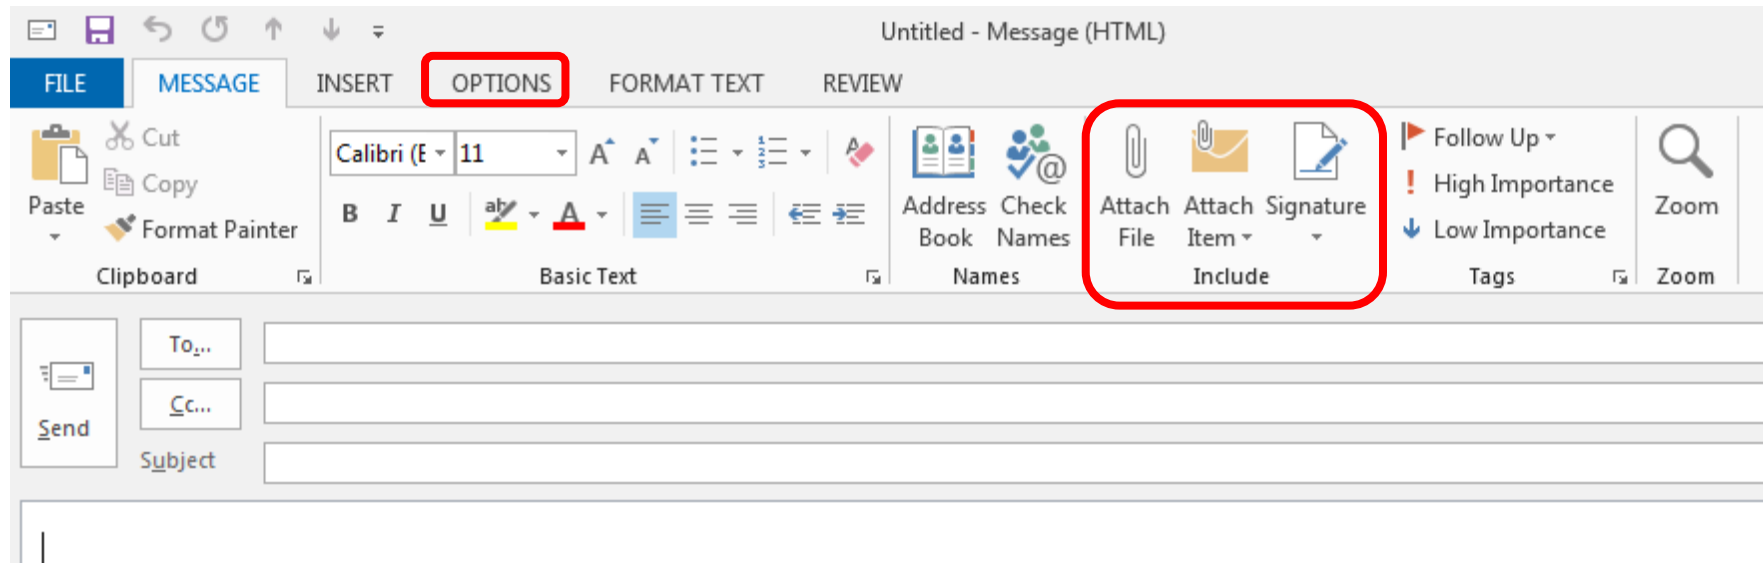 Untitled - Message (HTML)
FILE MESSAGE INSERT OPTIONS FORMAT TEXT REVIEW
Paste
Cut
Copy
Format Painter
Clipboard
Calibri (E 11
B I U
Basic Text
Address Book
Check Names
Names
Attach File
Attach Item
Signature
Include
Follow Up
High Importance
Low Importance
Tags
Zoom
Zoom
Send
To...
Cc...
Subject